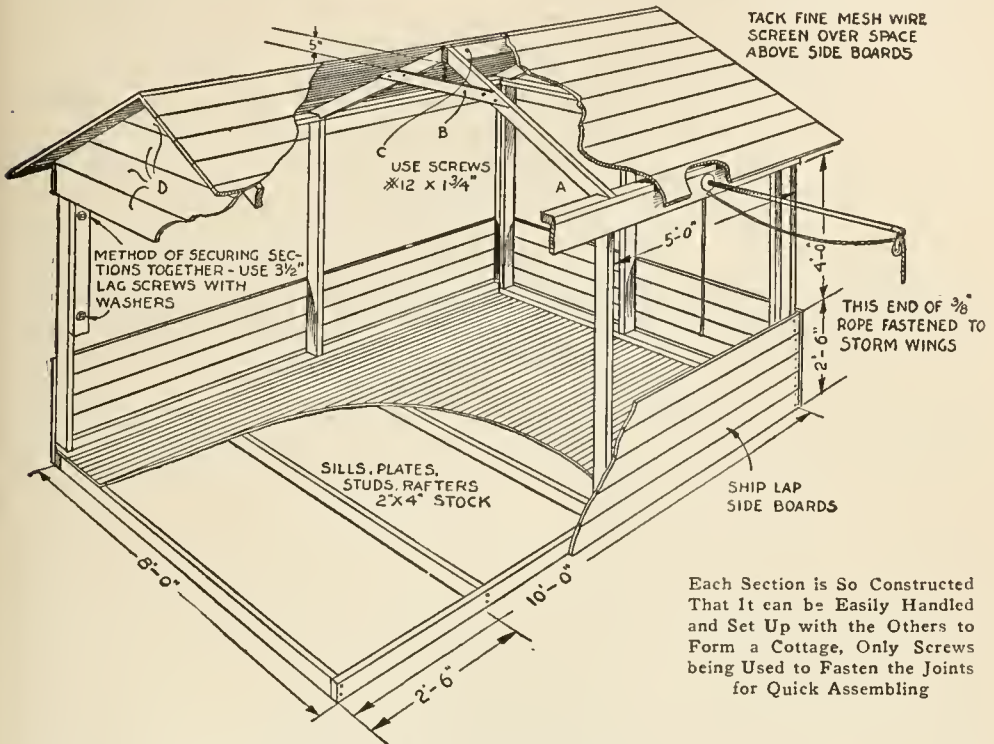 TACK FINE MESH WIRE
SCREEN OVER SPACE
ABOVE SIDE BOARDS
5"
B
C
USE SCREWS
#12 X 1¾"
A
D
METHOD OF SECURING SEC-
TIONS TOGETHER - USE 3½"
LAG SCREWS WITH
WASHERS
5'-0"
4'-0"
THIS END OF ⅜"
ROPE FASTENED TO
STORM WINGS
2'-6"
SILLS, PLATES,
STUDS, RAFTERS
2"X4" STOCK
SHIP LAP
SIDE BOARDS
8'-0"
10'-0"
2'-6"
Each Section is So Constructed
That It can be Easily Handled
and Set Up with the Others to
Form a Cottage, Only Screws
being Used to Fasten the Joints
for Quick Assembling